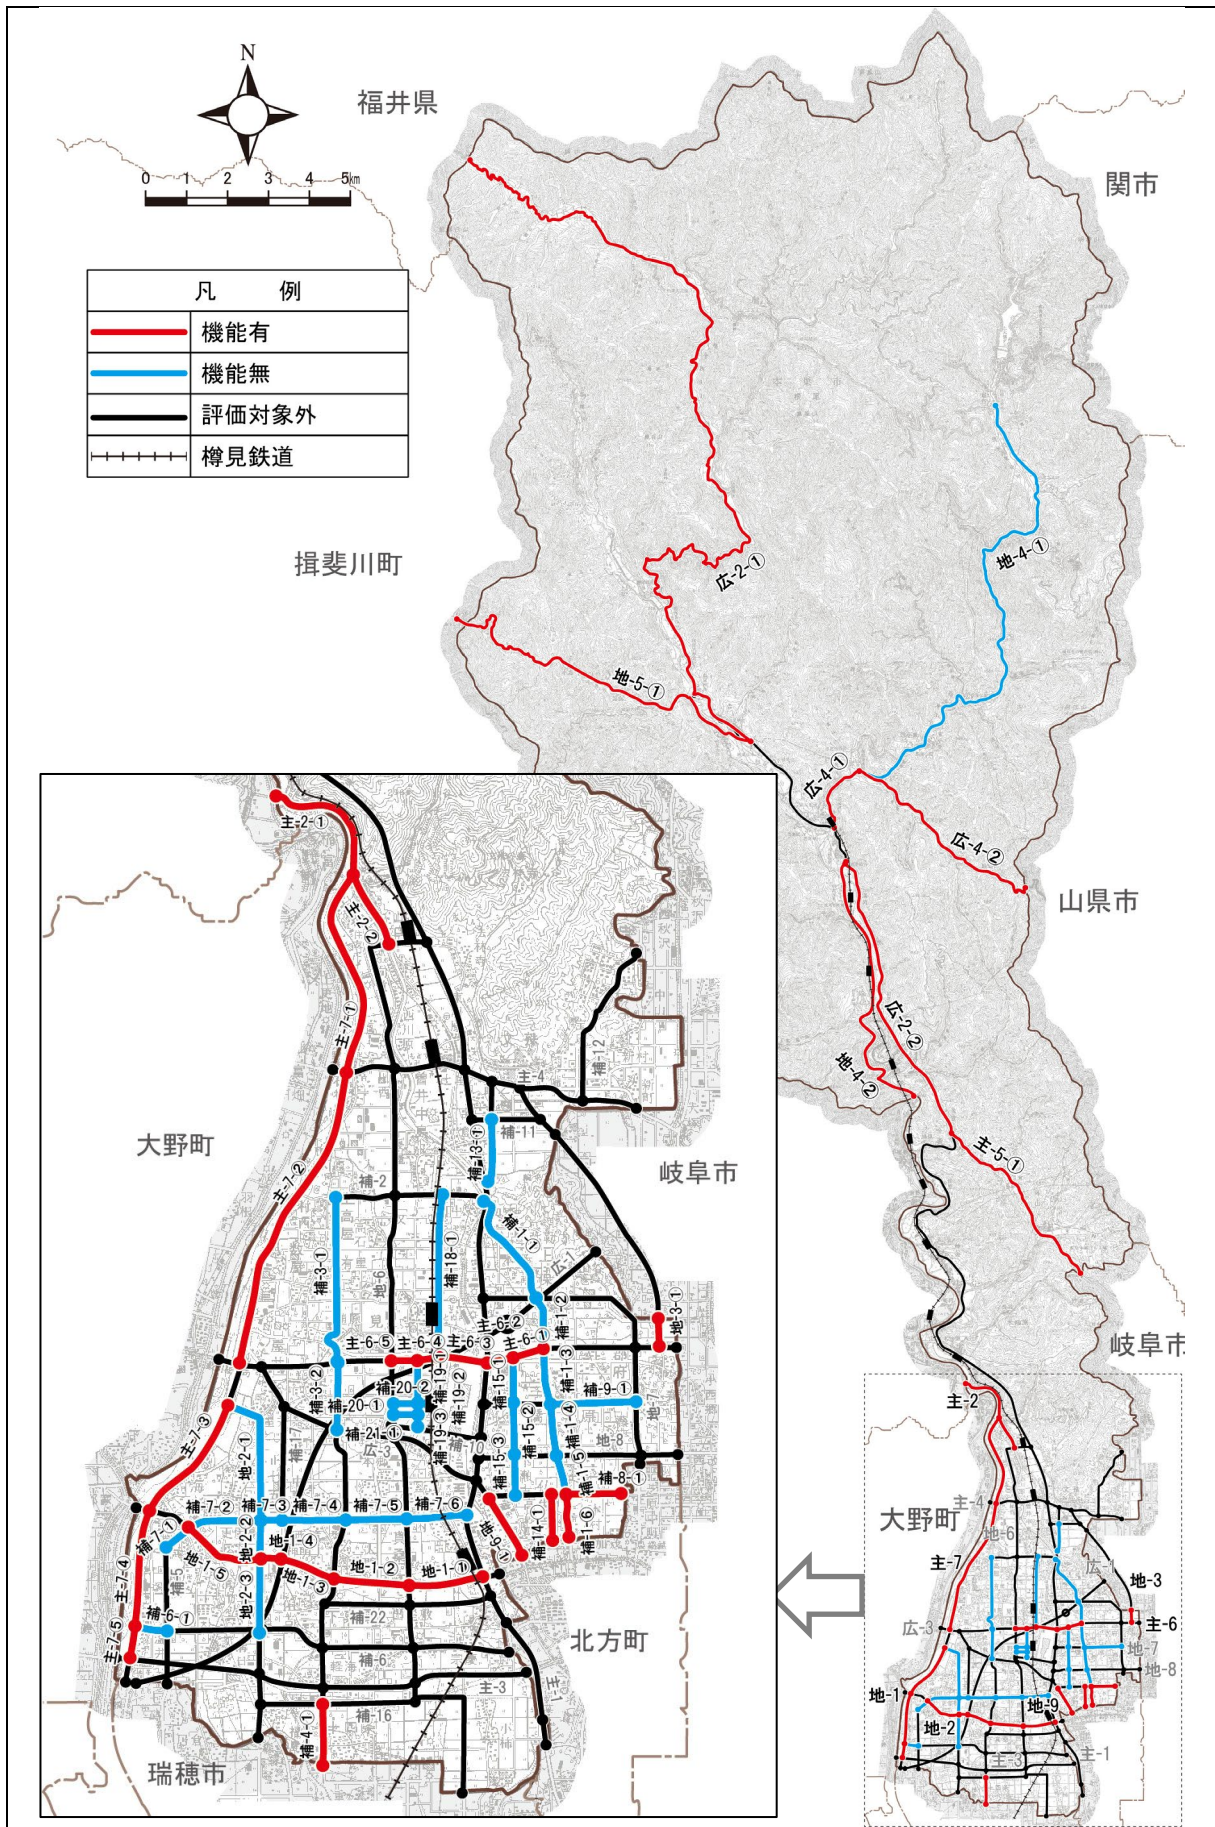 N
福井県
関市
0 1 2 3 4 5km
凡 例
機能有
機能無
評価対象外
樽見鉄道
揖斐川町
地-4-①
広-2-①
地-5-①
広-4-①
広-4-②
山県市
広-2-②
地-4-②
主-5-①
岐阜市
主-2-①
主-2-②
主-7-①
主-4
補-12
補-11
補-13-①
大野町
岐阜市
主-7-②
補-2
補-1-①
補-18-①
補-3-①
地-6
広-1
補-1-2
主-6-2
地-3-①
主-6-5
主-6-4
主-6-3
主-6-①
補-19-①
補-15-①
補-1-3
補-3-2
補-20-2
補-19-2
補-9-①
補-20-①
補-15-2
補-1-4
地-7
主-7-③
地-2-①
補-17
補-21-①
広-3
補-19-3
補-10
地-8
補-15-3
補-1-5
補-8-①
補-7-2
補-7-3
補-7-4
補-7-5
補-7-6
補-7-①
地-2-2
地-1-4
地-9-①
補-14-①
補-1-6
地-1-5
地-1-3
地-1-2
地-1-①
主-7-4
補-5
地-2-3
補-6-①
補-22
北方町
主-7-5
補-6
主-3
主-1
補-16
補-4-①
瑞穂市
主-2
主-4
大野町
地-6
主-7
広-1
地-3
広-3
主-6
地-7
地-8
地-1
地-9
地-2
主-3
主-1